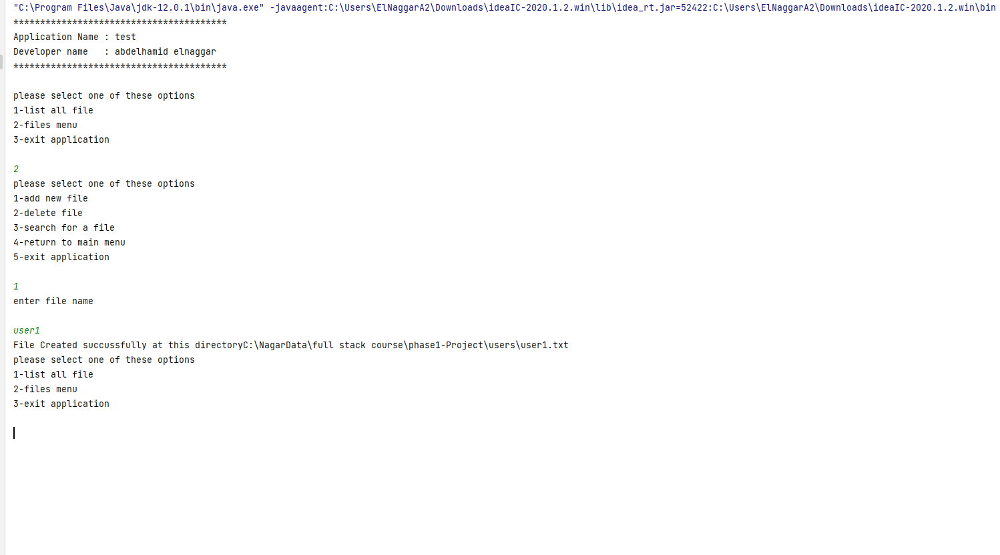 "C:\Program Files\Java\jdk-12.0.1\bin\java.exe" -javaagent:C:\Users\ElNaggarA2\Downloads\ideaIC-2020.1.2.win\lib\idea_rt.jar=52422:C:\Users\ElNaggarA2\Downloads\ideaIC-2020.1.2.win\bin
****************************************
Application Name : test
Developer name   : abdelhamid elnaggar
****************************************
please select one of these options
1-list all file
2-files menu
3-exit application
2
please select one of these options
1-add new file
2-delete file
3-search for a file
4-return to main menu
5-exit application
1
enter file name
user1
File Created succussfully at this directoryC:\NagarData\full stack course\phase1-Project\users\user1.txt
please select one of these options
1-list all file
2-files menu
3-exit application